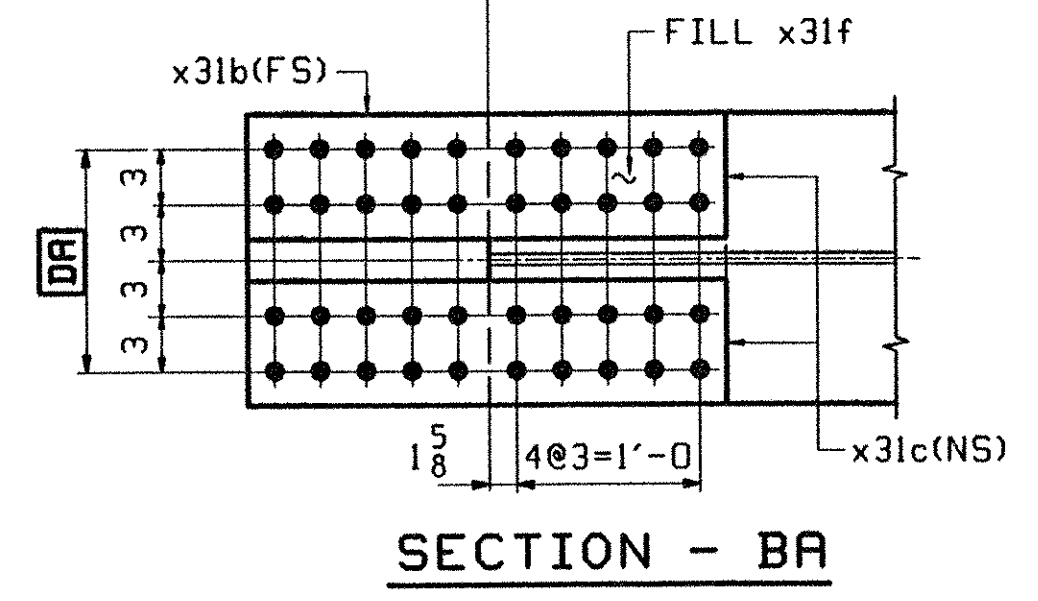 FILL x31f
x31b(FS)
3
3
DA
3
3
1 5/8
4@3=1'-0
x31c(NS)
SECTION - BA